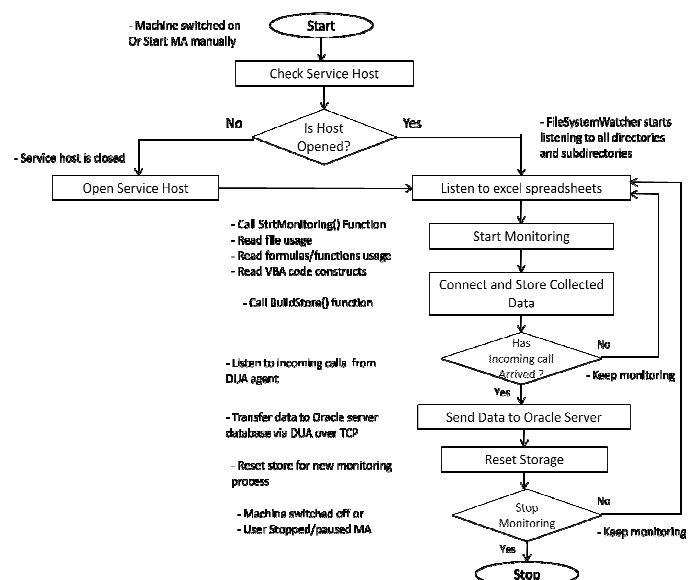 Start
- Machine switched on
Or Start MA manually
Check Service Host
Is Host
Opened?
No
Yes
- FileSystemWatcher starts
listening to all directories
and subdirectories
- Service host is closed
Open Service Host
Listen to excel spreadsheets
- Call StrtMonitoring() Function
- Read file usage
- Read formulas/functions usage
- Read VBA code constructs
Start Monitoring
- Call BuildStore() function
Connect and Store Collected
Data
Has
Incoming call
Arrived ?
No
- Keep monitoring
- Listen to incoming calls from
DUA agent
Yes
- Transfer data to Oracle server
database via DUA over TCP
Send Data to Oracle Server
- Reset store for new monitoring
process
Reset Storage
- Machine switched off or
- User Stopped/paused MA
Stop
Monitoring
No
- Keep monitoring
Yes
Stop